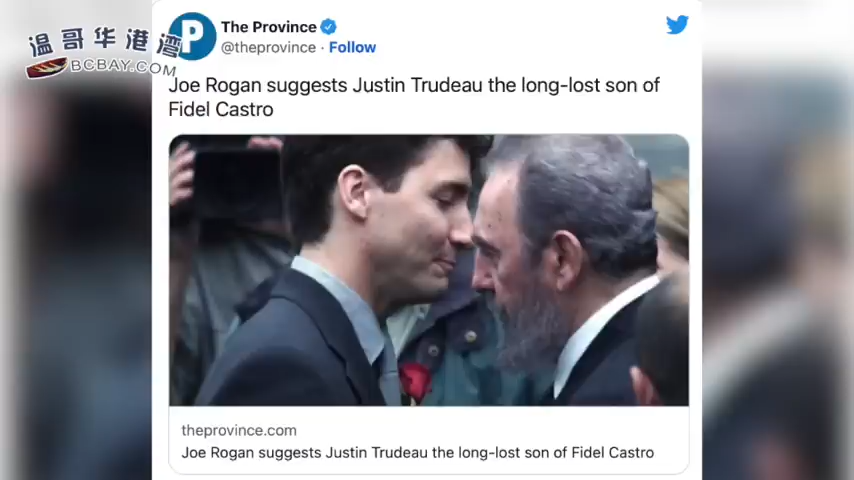 温哥华港湾
BCBAY.COM
P
The Province
@theprovince · Follow
Joe Rogan suggests Justin Trudeau the long-lost son of
Fidel Castro
theprovince.com
Joe Rogan suggests Justin Trudeau the long-lost son of Fidel Castro